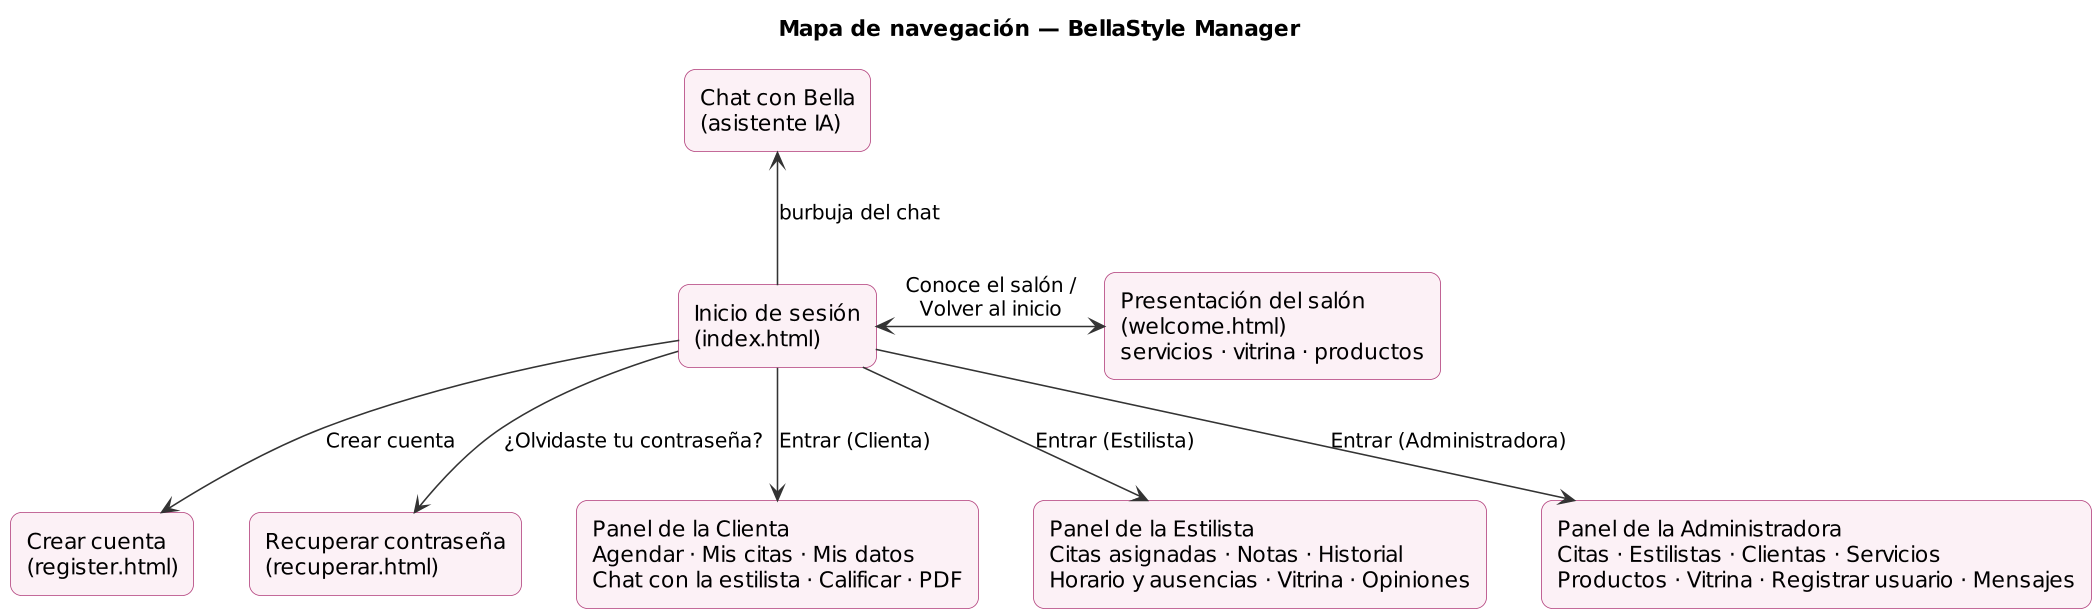 Mapa de navegación — BellaStyle Manager
Chat con Bella
(asistente IA)
burbuja del chat
Inicio de sesión
(index.html)
Conoce el salón /
Volver al inicio
Presentación del salón
(welcome.html)
servicios · vitrina · productos
Crear cuenta
¿Olvidaste tu contraseña?
Entrar (Clienta)
Entrar (Estilista)
Entrar (Administradora)
Crear cuenta
(register.html)
Recuperar contraseña
(recuperar.html)
Panel de la Clienta
Agendar · Mis citas · Mis datos
Chat con la estilista · Calificar · PDF
Panel de la Estilista
Citas asignadas · Notas · Historial
Horario y ausencias · Vitrina · Opiniones
Panel de la Administradora
Citas · Estilistas · Clientas · Servicios
Productos · Vitrina · Registrar usuario · Mensajes